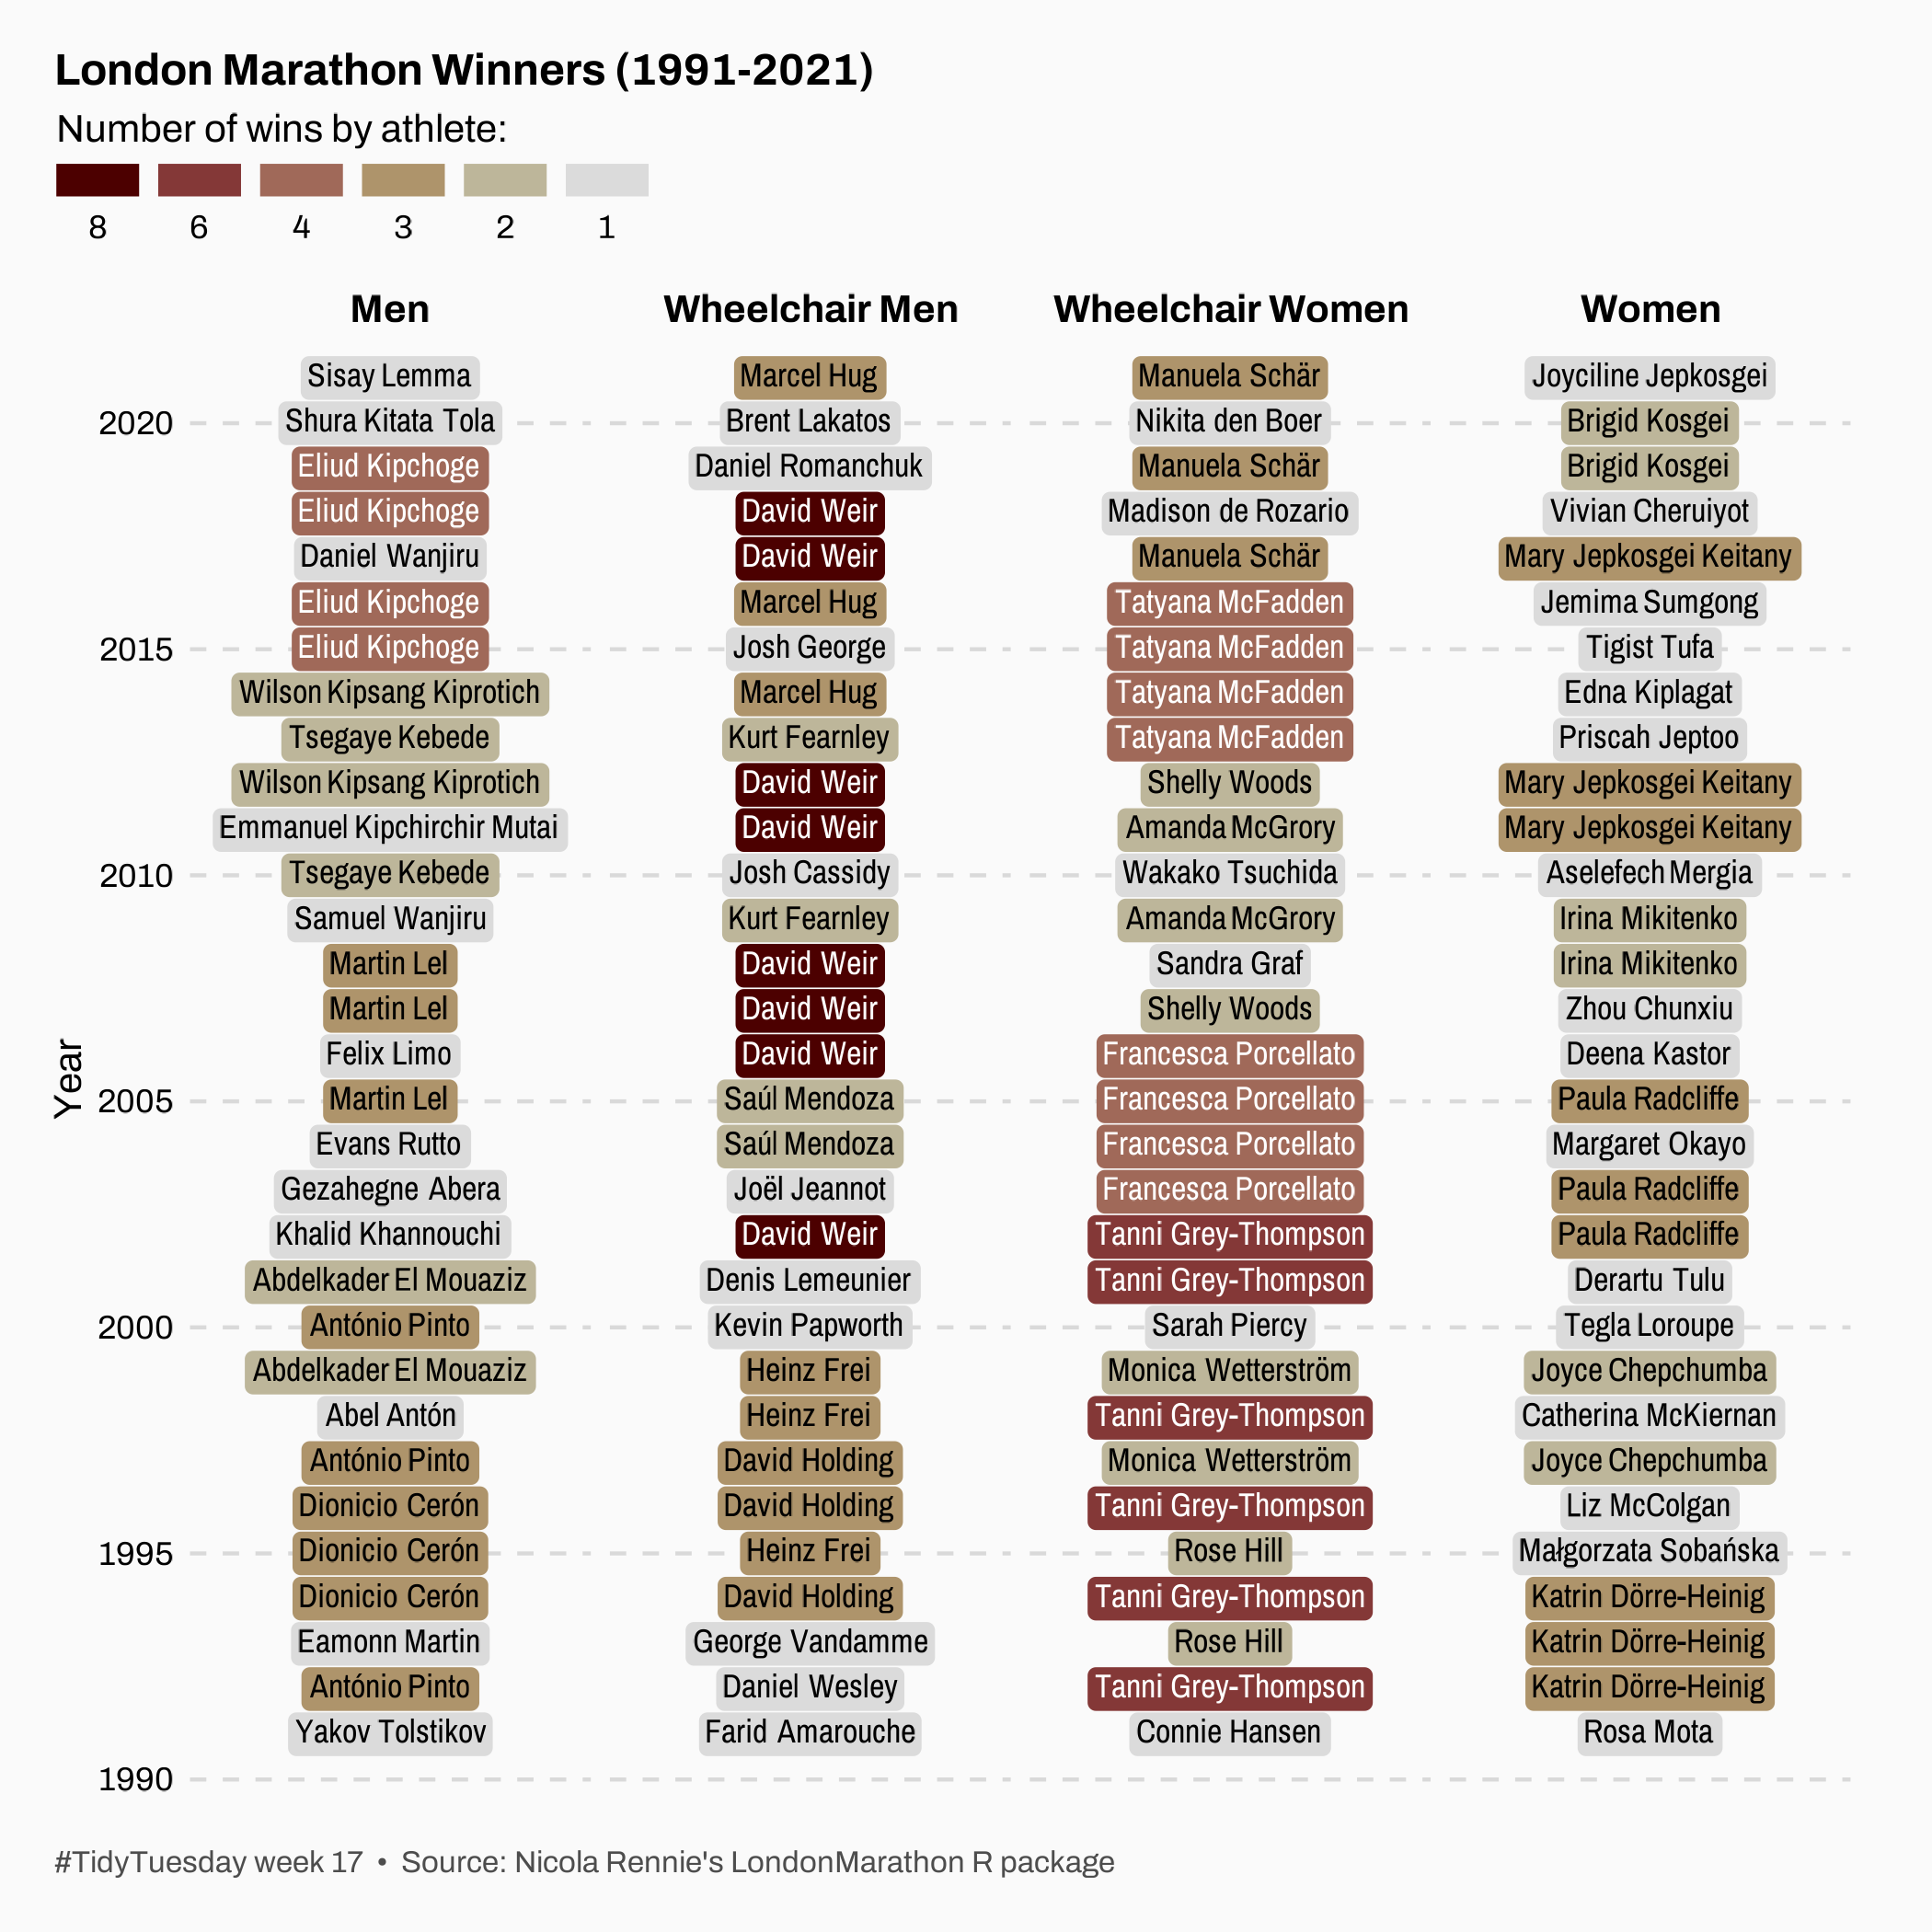 London Marathon Winners (1991-2021)
Number of wins by athlete:
8 6 4 3 2 1
Men Wheelchair Men Wheelchair Women Women
Sisay Lemma Marcel Hug Manuela Schär Joyciline Jepkosgei
2020 Shura Kitata Tola Brent Lakatos Nikita den Boer Brigid Kosgei
Eliud Kipchoge Daniel Romanchuk Manuela Schär Brigid Kosgei
Eliud Kipchoge David Weir Madison de Rozario Vivian Cheruiyot
Daniel Wanjiru David Weir Manuela Schär Mary Jepkosgei Keitany
Eliud Kipchoge Marcel Hug Tatyana McFadden Jemima Sumgong
2015 Eliud Kipchoge Josh George Tatyana McFadden Tigist Tufa
Wilson Kipsang Kiprotich Marcel Hug Tatyana McFadden Edna Kiplagat
Tsegaye Kebede Kurt Fearnley Tatyana McFadden Priscah Jeptoo
Wilson Kipsang Kiprotich David Weir Shelly Woods Mary Jepkosgei Keitany
Emmanuel Kipchirchir Mutai David Weir Amanda McGrory Mary Jepkosgei Keitany
2010 Tsegaye Kebede Josh Cassidy Wakako Tsuchida Aselefech Mergia
Samuel Wanjiru Kurt Fearnley Amanda McGrory Irina Mikitenko
Martin Lel David Weir Sandra Graf Irina Mikitenko
Martin Lel David Weir Shelly Woods Zhou Chunxiu
Felix Limo David Weir Francesca Porcellato Deena Kastor
Year
2005 Martin Lel Saúl Mendoza Francesca Porcellato Paula Radcliffe
Evans Rutto Saúl Mendoza Francesca Porcellato Margaret Okayo
Gezahegne Abera Joël Jeannot Francesca Porcellato Paula Radcliffe
Khalid Khannouchi David Weir Tanni Grey-Thompson Paula Radcliffe
Abdelkader El Mouaziz Denis Lemeunier Tanni Grey-Thompson Derartu Tulu
2000 António Pinto Kevin Papworth Sarah Piercy Tegla Loroupe
Abdelkader El Mouaziz Heinz Frei Monica Wetterström Joyce Chepchumba
Abel Antón Heinz Frei Tanni Grey-Thompson Catherina McKiernan
António Pinto David Holding Monica Wetterström Joyce Chepchumba
Dionicio Cerón David Holding Tanni Grey-Thompson Liz McColgan
1995 Dionicio Cerón Heinz Frei Rose Hill Małgorzata Sobańska
Dionicio Cerón David Holding Tanni Grey-Thompson Katrin Dörre-Heinig
Eamonn Martin George Vandamme Rose Hill Katrin Dörre-Heinig
António Pinto Daniel Wesley Tanni Grey-Thompson Katrin Dörre-Heinig
Yakov Tolstikov Farid Amarouche Connie Hansen Rosa Mota
1990
#TidyTuesday week 17 • Source: Nicola Rennie's LondonMarathon R package